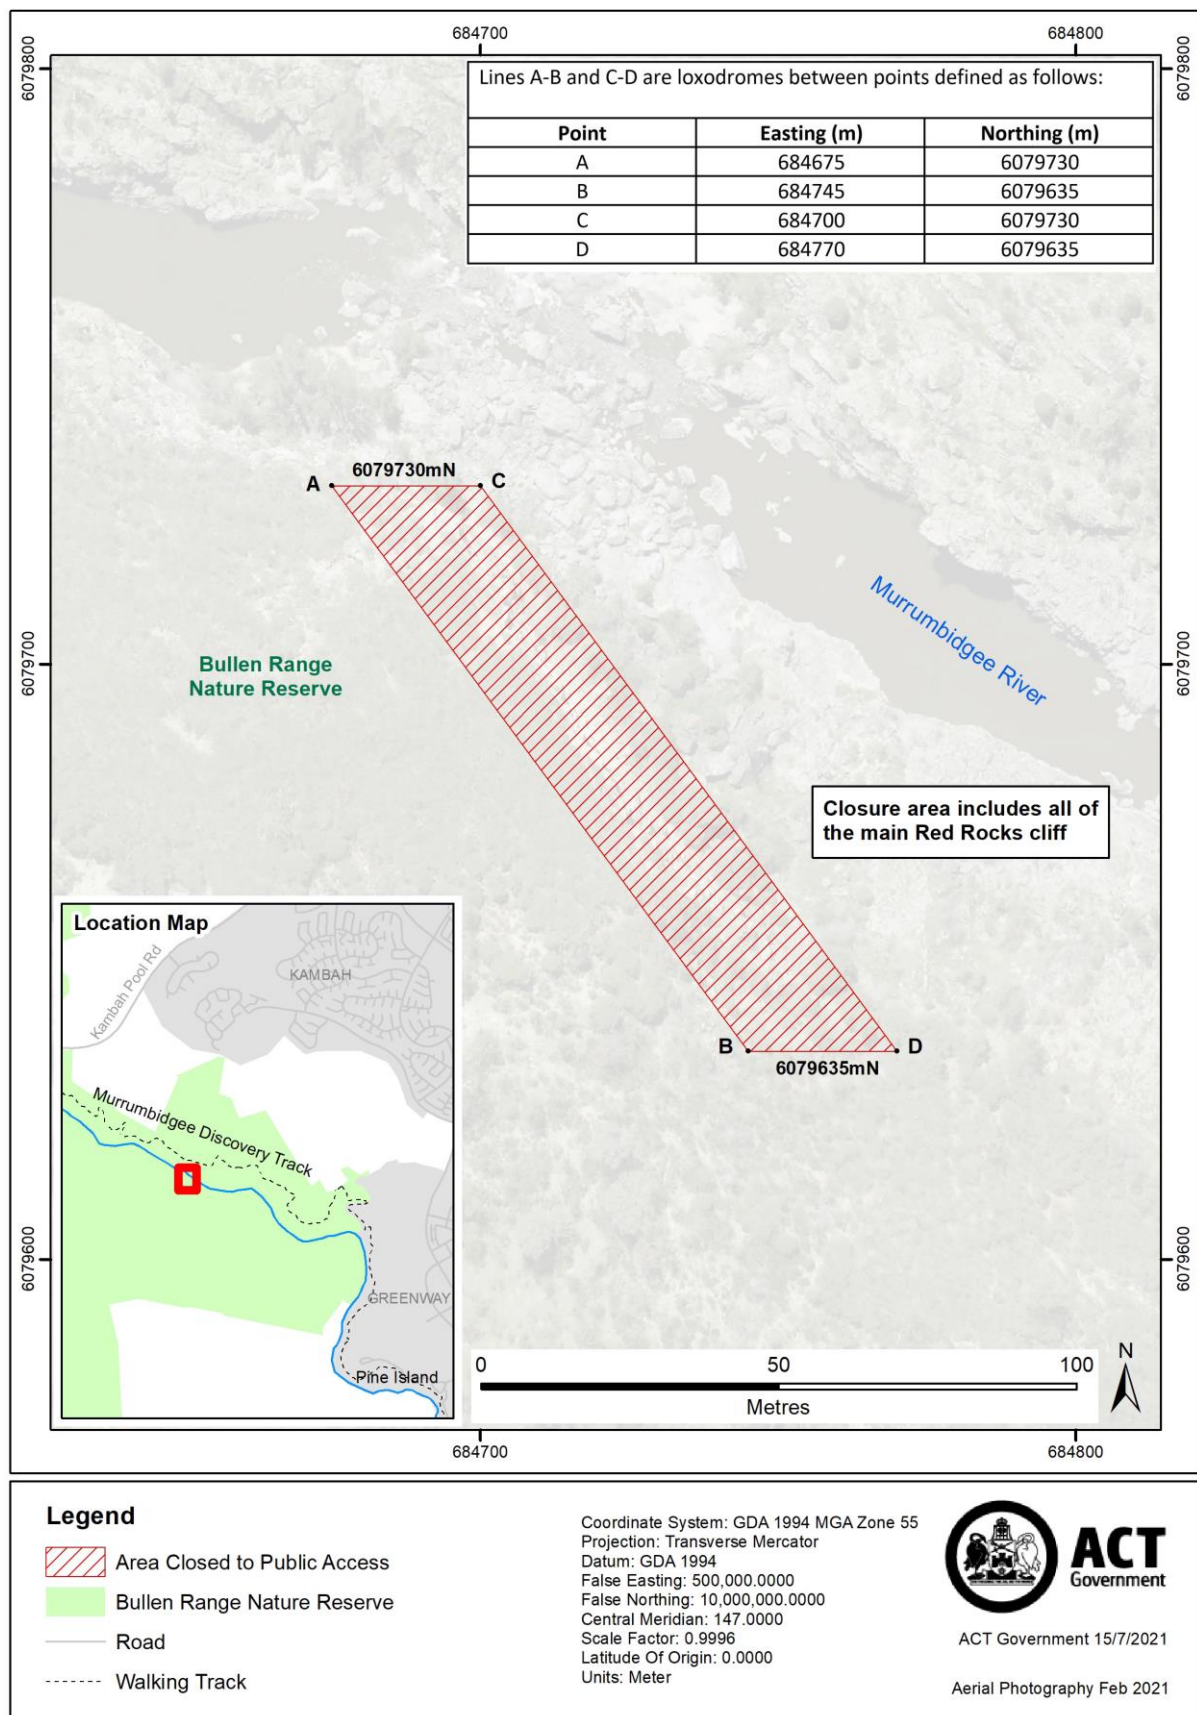 684700
684800
6079800
6079800
Lines A-B and C-D are loxodromes between points defined as follows:
Point Easting (m) Northing (m)
A 684675 6079730
B 684745 6079635
C 684700 6079730
D 684770 6079635
6079730mN
A
C
Murrumbidgee River
Bullen Range
Nature Reserve
6079700
6079700
Closure area includes all of
the main Red Rocks cliff
B
D
6079635mN
Location Map
Kambah Pool Rd
KAMBAH
Murrumbidgee Discovery Track
GREENWAY
Pine Island
6079600
6079600
0 50 100
Metres
N
684700
684800
Legend
Area Closed to Public Access
Bullen Range Nature Reserve
Road
Walking Track
Coordinate System: GDA 1994 MGA Zone 55
Projection: Transverse Mercator
Datum: GDA 1994
False Easting: 500,000.0000
False Northing: 10,000,000.0000
Central Meridian: 147.0000
Scale Factor: 0.9996
Latitude Of Origin: 0.0000
Units: Meter
ACT
Government
ACT Government 15/7/2021
Aerial Photography Feb 2021